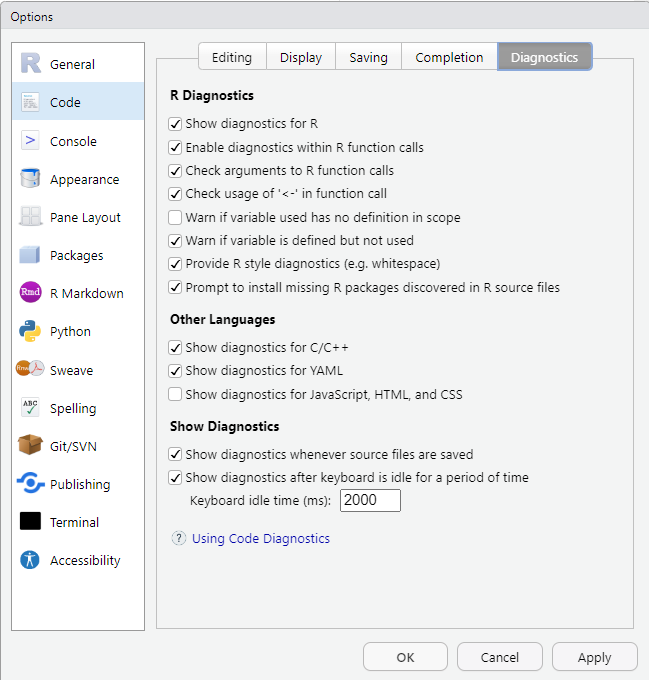 Options
General
Code
Console
Appearance
Pane Layout
Packages
R Markdown
Python
Sweave
Spelling
Git/SVN
Publishing
Terminal
Accessibility
Editing Display Saving Completion Diagnostics
R Diagnostics
Show diagnostics for R
Enable diagnostics within R function calls
Check arguments to R function calls
Check usage of '<-' in function call
Warn if variable used has no definition in scope
Warn if variable is defined but not used
Provide R style diagnostics (e.g. whitespace)
Prompt to install missing R packages discovered in R source files
Other Languages
Show diagnostics for C/C++
Show diagnostics for YAML
Show diagnostics for JavaScript, HTML, and CSS
Show Diagnostics
Show diagnostics whenever source files are saved
Show diagnostics after keyboard is idle for a period of time
Keyboard idle time (ms): 2000
? Using Code Diagnostics
OK Cancel Apply